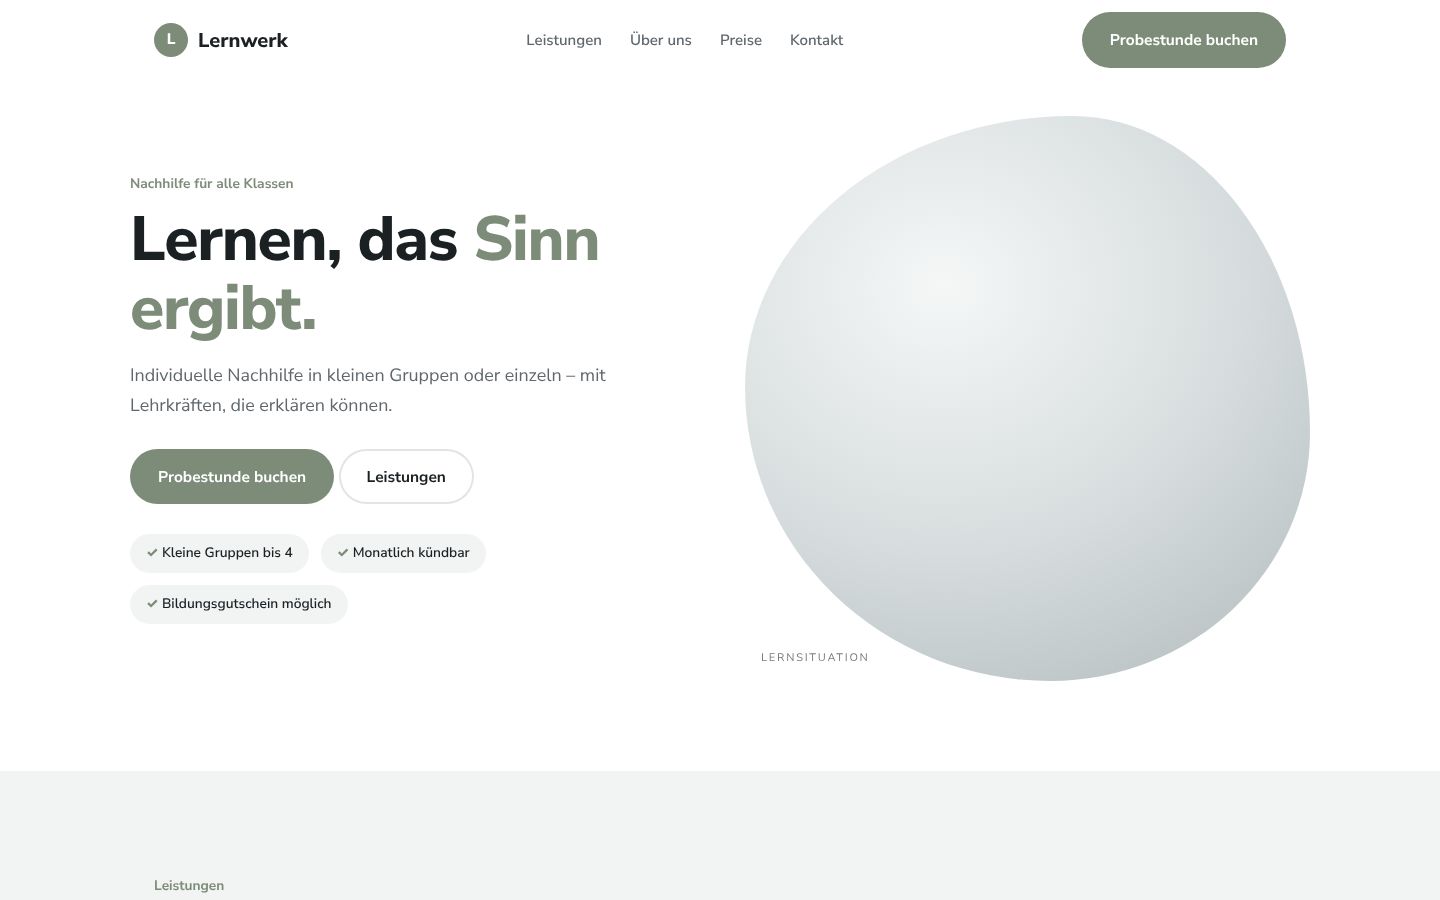 L Lernwerk
Leistungen Über uns Preise Kontakt
Probestunde buchen
Nachhilfe für alle Klassen
Lernen, das Sinn
ergibt.
Individuelle Nachhilfe in kleinen Gruppen oder einzeln – mit
Lehrkräften, die erklären können.
Probestunde buchen Leistungen
✓ Kleine Gruppen bis 4 ✓ Monatlich kündbar
✓ Bildungsgutschein möglich
LERNSITUATION
Leistungen